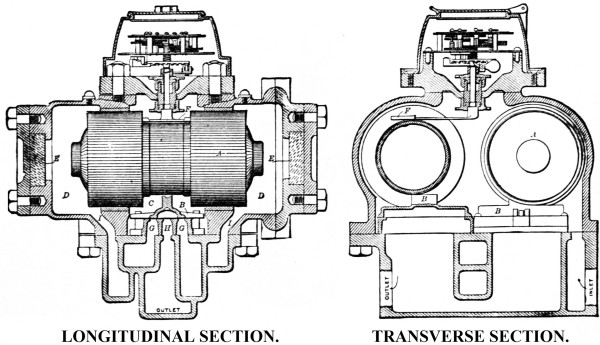 F
A
E
E
D
D
C
B
G
H
G
I
I
OUTLET
LONGITUDINAL SECTION.
F
A
B
B
OUTLET
INLET
TRANSVERSE SECTION.